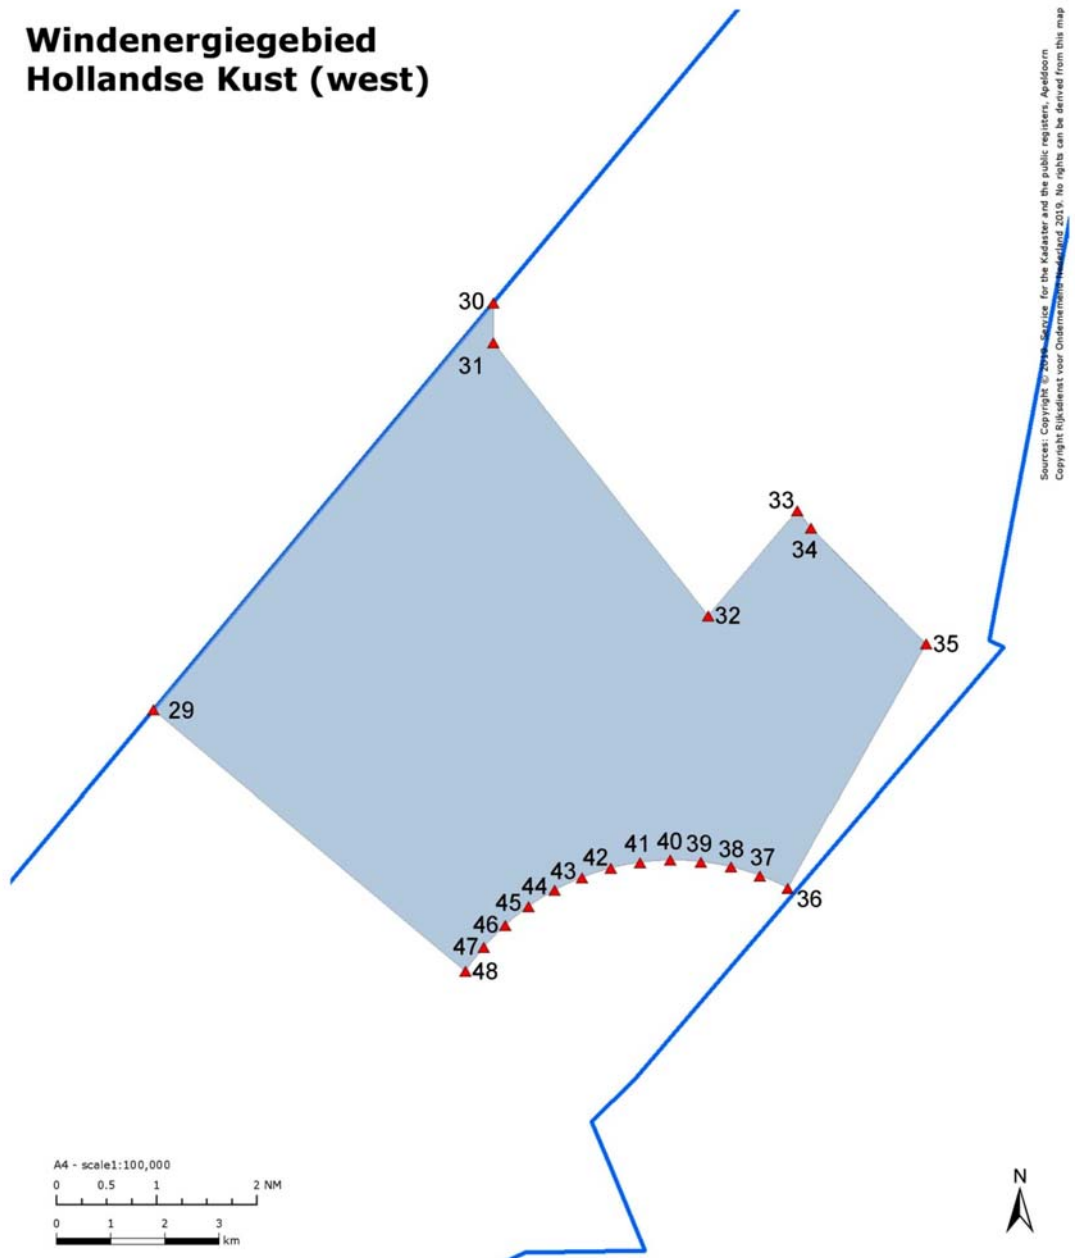 Windenergiegebied
Hollandse Kust (west)
Sources: Copyright © 2019. Service for the Kadaster and the public registers, Apeldoorn
Copyright Rijksdienst voor Ondernemend Nederland 2019. No rights can be derived from this map
30
31
33
34
32
35
29
41
40
39
38
42
37
43
44
36
45
46
47
48
A4 - scale1:100,000
0 0.5 1 2 NM
0 1 2 3 km
N